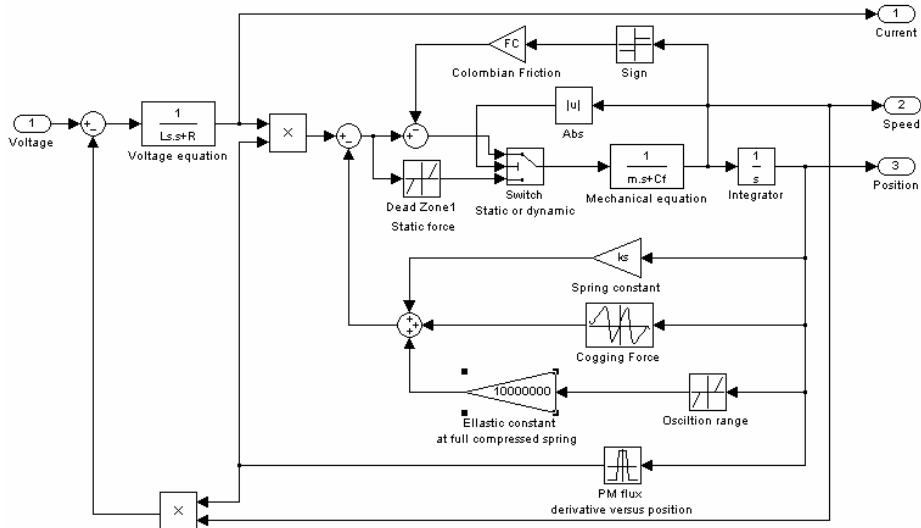 1
Current
FC
Colombian Friction
Sign
1
Voltage
1
Ls.s+R
Voltage equation
×
|u|
Abs
2
Speed
Dead Zone1
Static force
Switch
Static or dynamic
1
m.s+Cf
Mechanical equation
1
s
Integrator
3
Position
ks
Spring constant
Cogging Force
10000000
Ellastic constant
at full compressed spring
Osciltion range
PM flux
derivative versus position
×